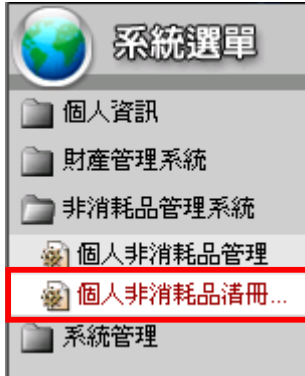 系統選單
個人資訊
財產管理系統
非消耗品管理系統
個人非消耗品管理
個人非消耗品清冊...
系統管理